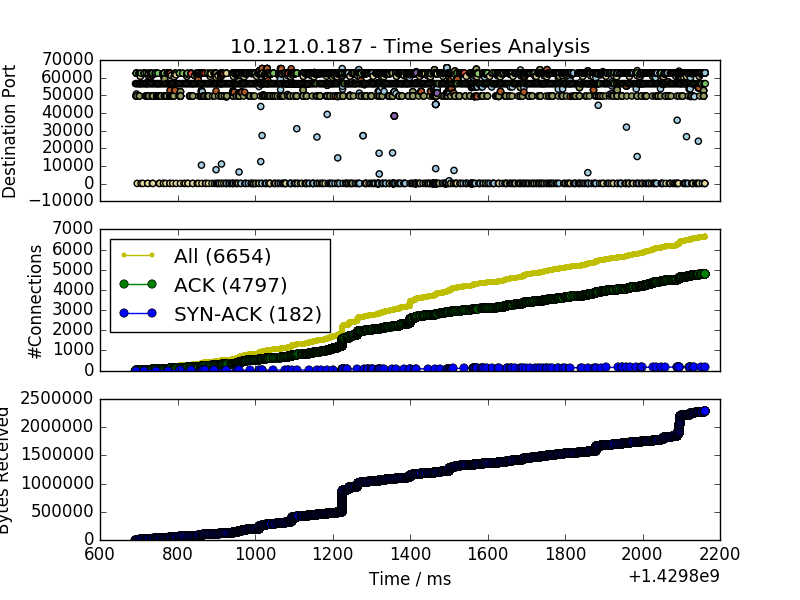 10.121.0.187 - Time Series Analysis
70000
60000
50000
40000
30000
20000
10000
0
−10000
Destination Port
7000
6000
5000
4000
3000
2000
1000
0
#Connections
All (6654)
ACK (4797)
SYN-ACK (182)
2500000
2000000
1500000
1000000
500000
0
Bytes Received
600 800 1000 1200 1400 1600 1800 2000 2200
Time / ms
+1.4298e9